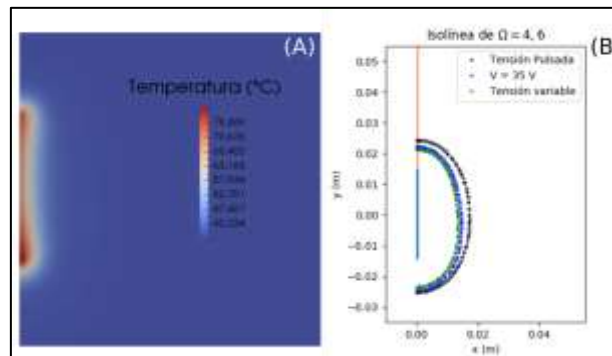 (A)
Temperatura (°C)
Isolínea de Ω = 4, 6
(B)
Tensión Pulsada
V = 35 V
Tensión variable
y (m)
0.05
0.04
0.03
0.02
0.01
0.00
−0.01
−0.02
−0.03
0.00
0.02
0.04
x (m)